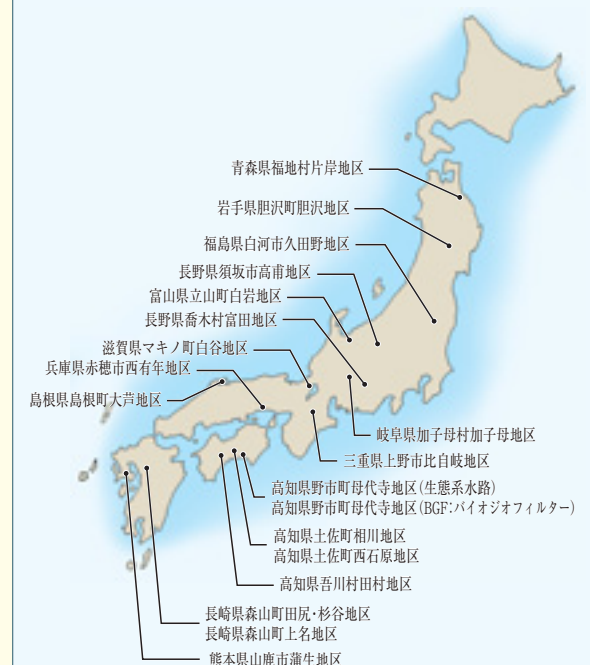 青森県福地村片岸地区
岩手県胆沢町胆沢地区
福島県白河市久田野地区
長野県須坂市高甫地区
富山県立山町白岩地区
長野県喬木村富田地区
滋賀県マキノ町白谷地区
兵庫県赤穂市西有年地区
島根県島根町大芦地区
岐阜県加子母村加子母地区
三重県上野市比自岐地区
高知県野市町母代寺地区(生態系水路)
高知県野市町母代寺地区(BGF:バイオジオフィルター)
高知県土佐町相川地区
高知県土佐町西石原地区
高知県吾川村田村地区
長崎県森山町田尻・杉谷地区
長崎県森山町上名地区
熊本県山鹿市蒲生地区